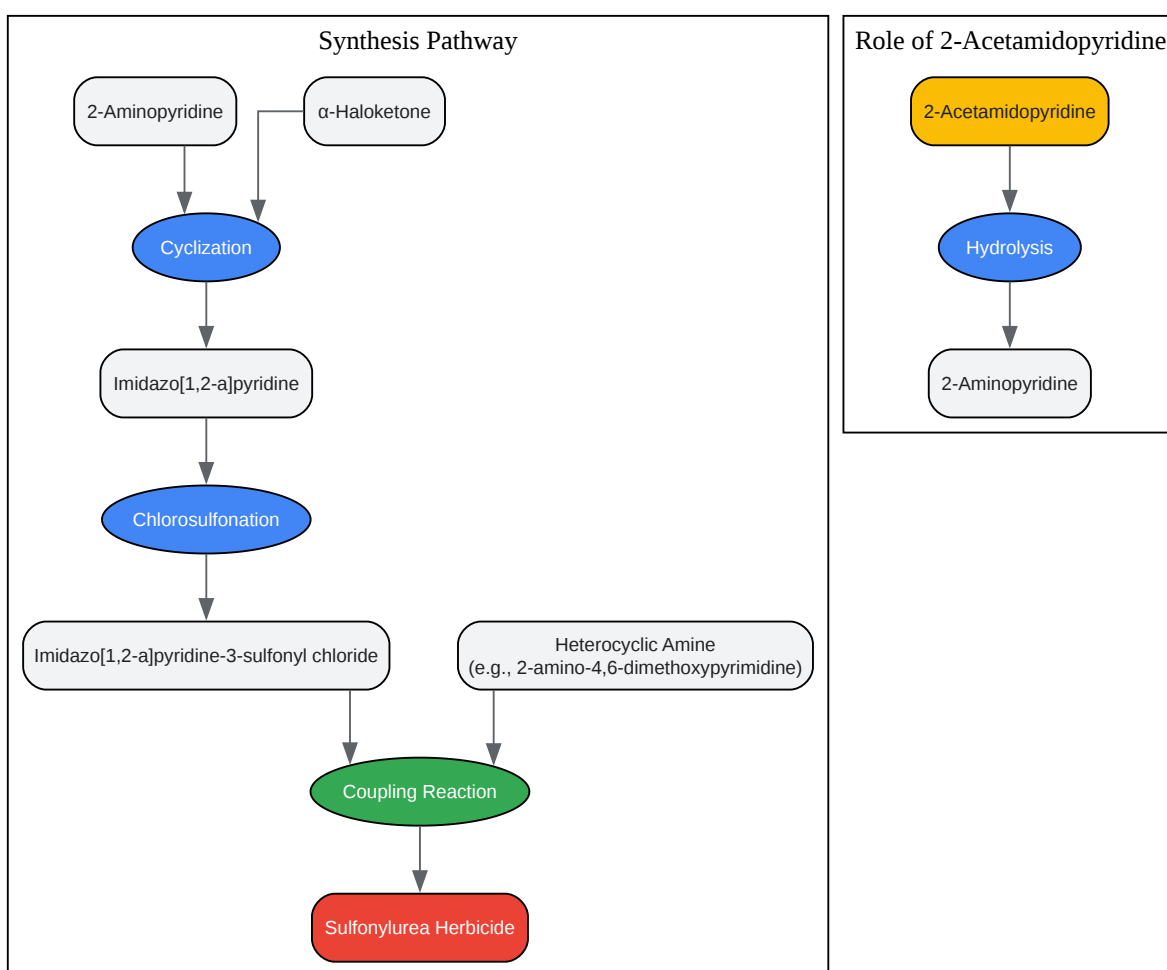 Synthesis Pathway
2-Aminopyridine
α-Haloketone
Cyclization
Imidazo[1,2-a]pyridine
Chlorosulfonation
Imidazo[1,2-a]pyridine-3-sulfonyl chloride
Heterocyclic Amine
(e.g., 2-amino-4,6-dimethoxypyrimidine)
Coupling Reaction
Sulfonylurea Herbicide
Role of 2-Acetamidopyridine
2-Acetamidopyridine
Hydrolysis
2-Aminopyridine